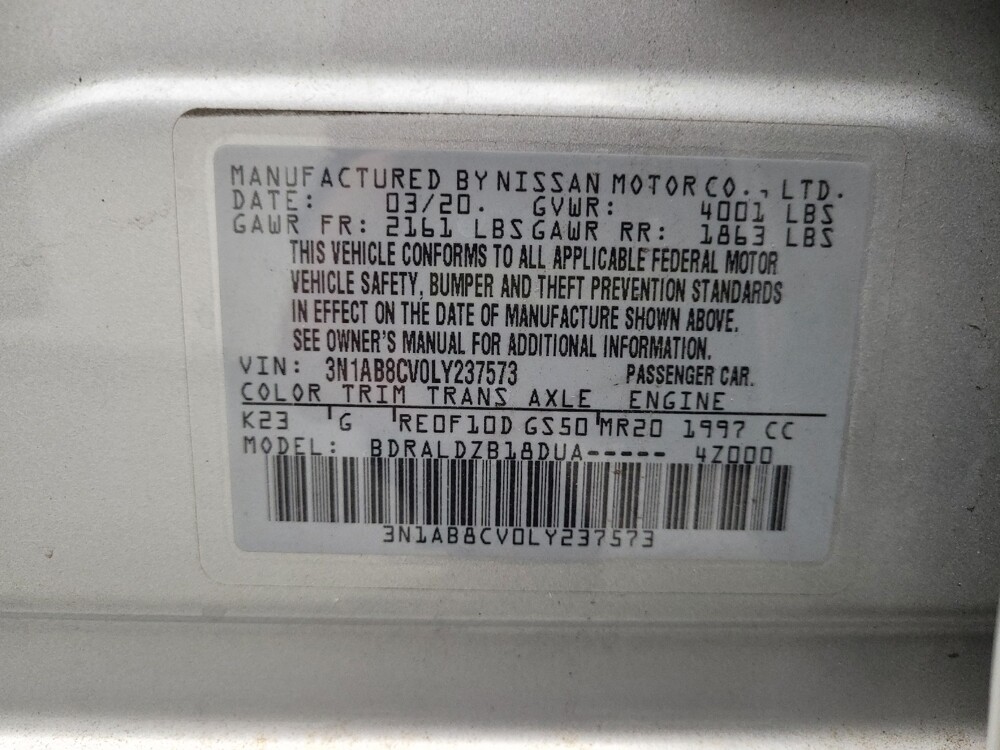 MANUFACTURED BY NISSAN MOTOR CO., LTD.
DATE: 03/20. GVWR: 4001 LBS
GAWR FR: 2161 LBS GAWR RR: 1863 LBS
THIS VEHICLE CONFORMS TO ALL APPLICABLE FEDERAL MOTOR
VEHICLE SAFETY, BUMPER AND THEFT PREVENTION STANDARDS
IN EFFECT ON THE DATE OF MANUFACTURE SHOWN ABOVE.
SEE OWNER'S MANUAL FOR ADDITIONAL INFORMATION.
VIN: 3N1AB8CV0LY237573 PASSENGER CAR.
COLOR TRIM TRANS AXLE ENGINE
K23 G RE0F10D GS50 MR20 1997 CC
MODEL: BDRALDZB18DUA----- 4Z000
3N1AB8CV0LY237573